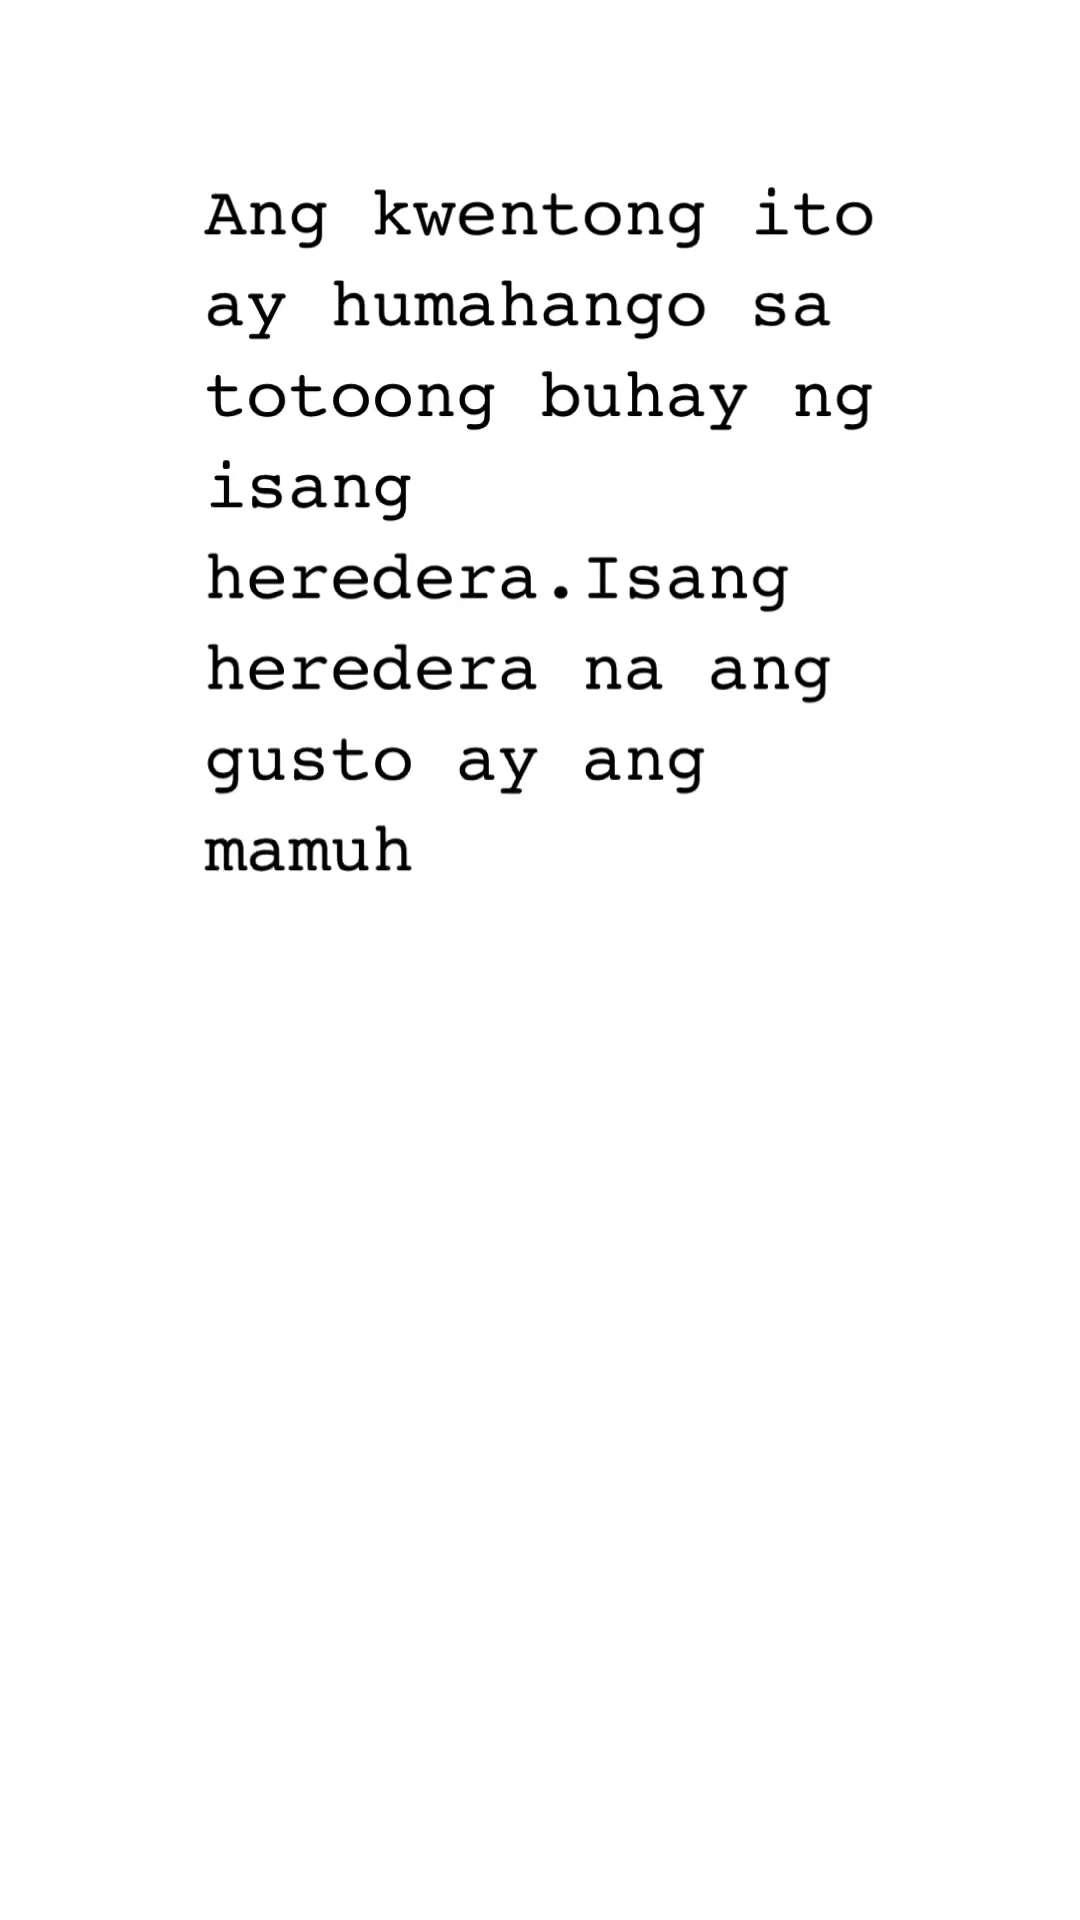 Ang kwentong ito
ay humahango sa
totoong buhay ng
isang
heredera.Isang
heredera na ang
gusto ay ang
mamuh